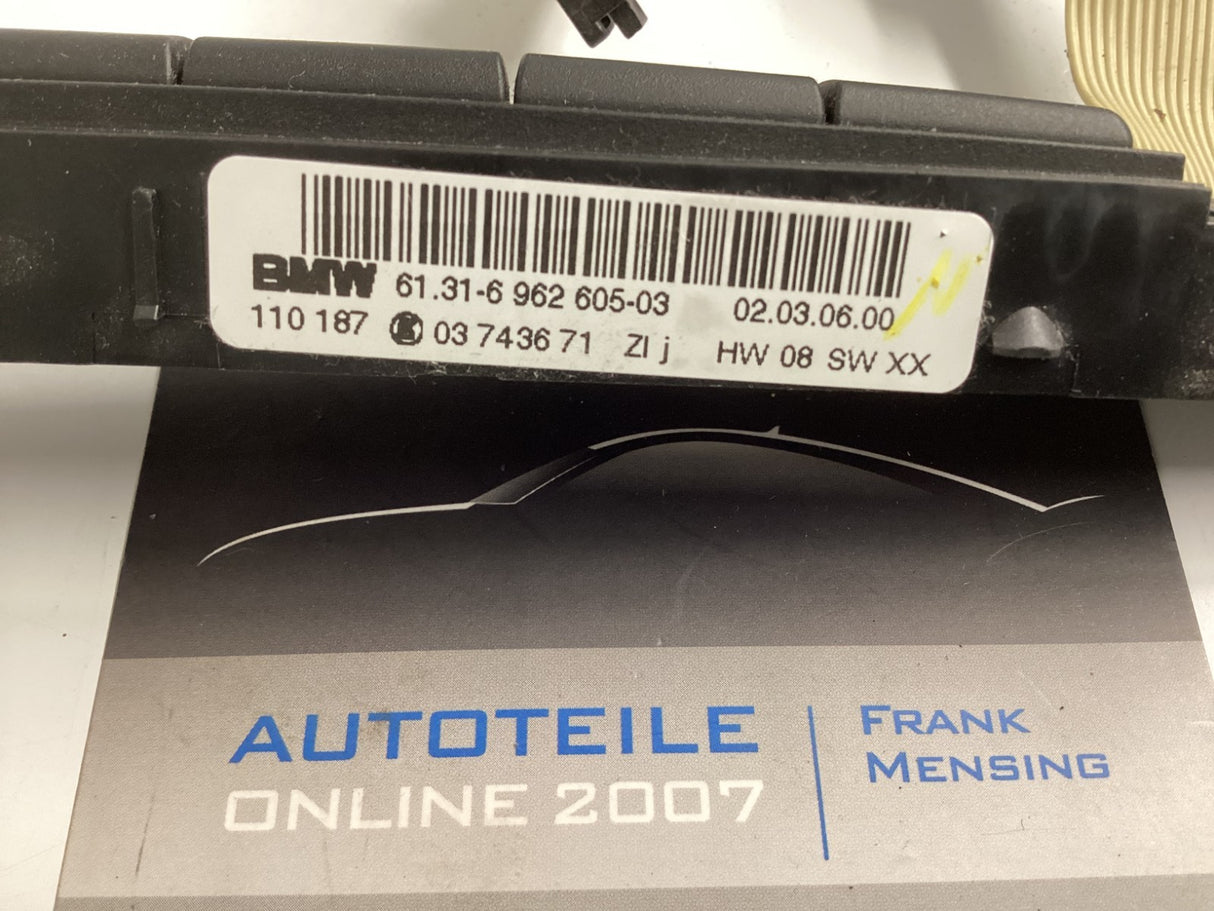 BMW 61.31-6 962 605-03 02.03.06.00
110 187 03 7436 71 ZI j HW 08 SW XX
AUTOTEILE
ONLINE 2007
FRANK
MENSING